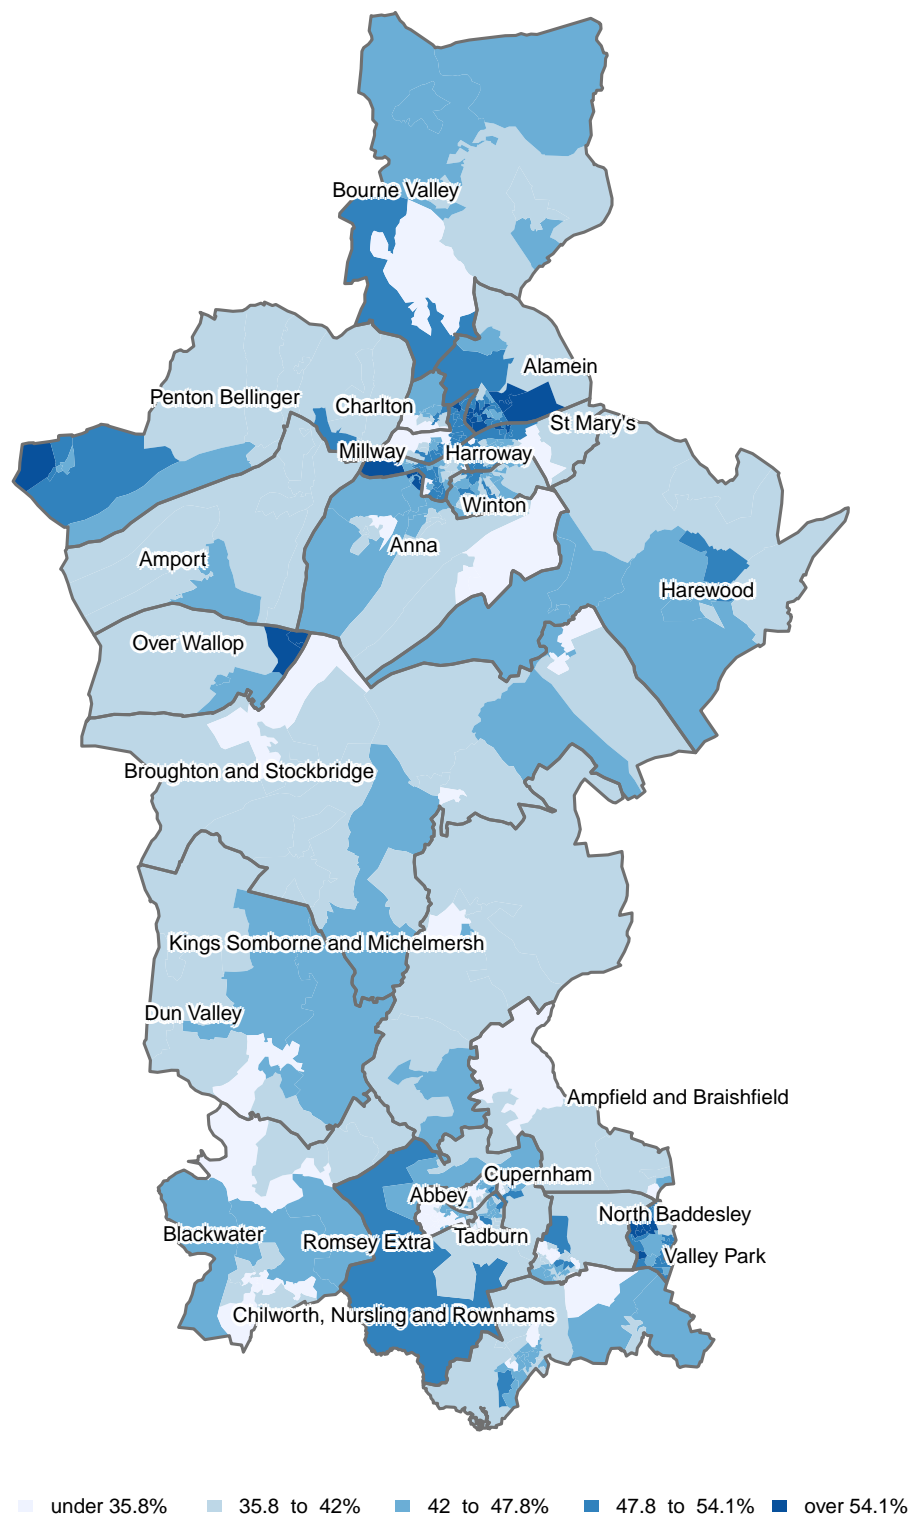 Bourne Valley
Alamein
Penton Bellinger
Charlton
St Mary's
Millway
Harroway
Winton
Anna
Amport
Harewood
Over Wallop
Broughton and Stockbridge
Kings Somborne and Michelmersh
Dun Valley
Ampfield and Braishfield
Cupernham
Abbey
North Baddesley
Blackwater
Romsey Extra
Tadburn
Valley Park
Chilworth, Nursling and Rownhams
under 35.8% 35.8 to 42% 42 to 47.8% 47.8 to 54.1% over 54.1%